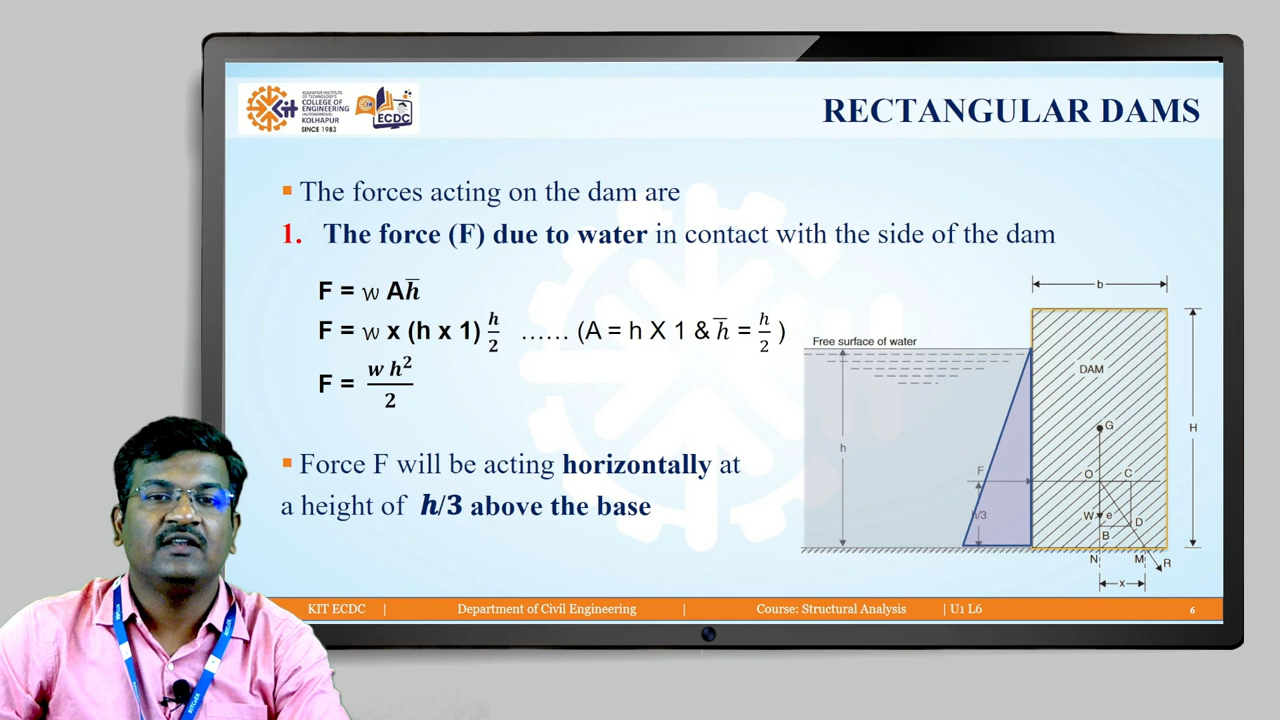 KOLHAPUR INSTITUTE
OF TECHNOLOGY'S
COLLEGE OF
ENGINEERING
(AUTONOMOUS),
KOLHAPUR
SINCE 1983
KIT
ECDC
RECTANGULAR DAMS
▪ The forces acting on the dam are
1. The force (F) due to water in contact with the side of the dam
F = w Ah̅
F = w x (h x 1) h/2 …… (A = h X 1 & h̅ = h/2 )
F = w h²/2
▪ Force F will be acting horizontally at
a height of h/3 above the base
b
Free surface of water
DAM
G
H
h
F
O
C
h/3
W
e
D
B
N
M
R
x
KIT ECDC | Department of Civil Engineering | Course: Structural Analysis | U1 L6 6